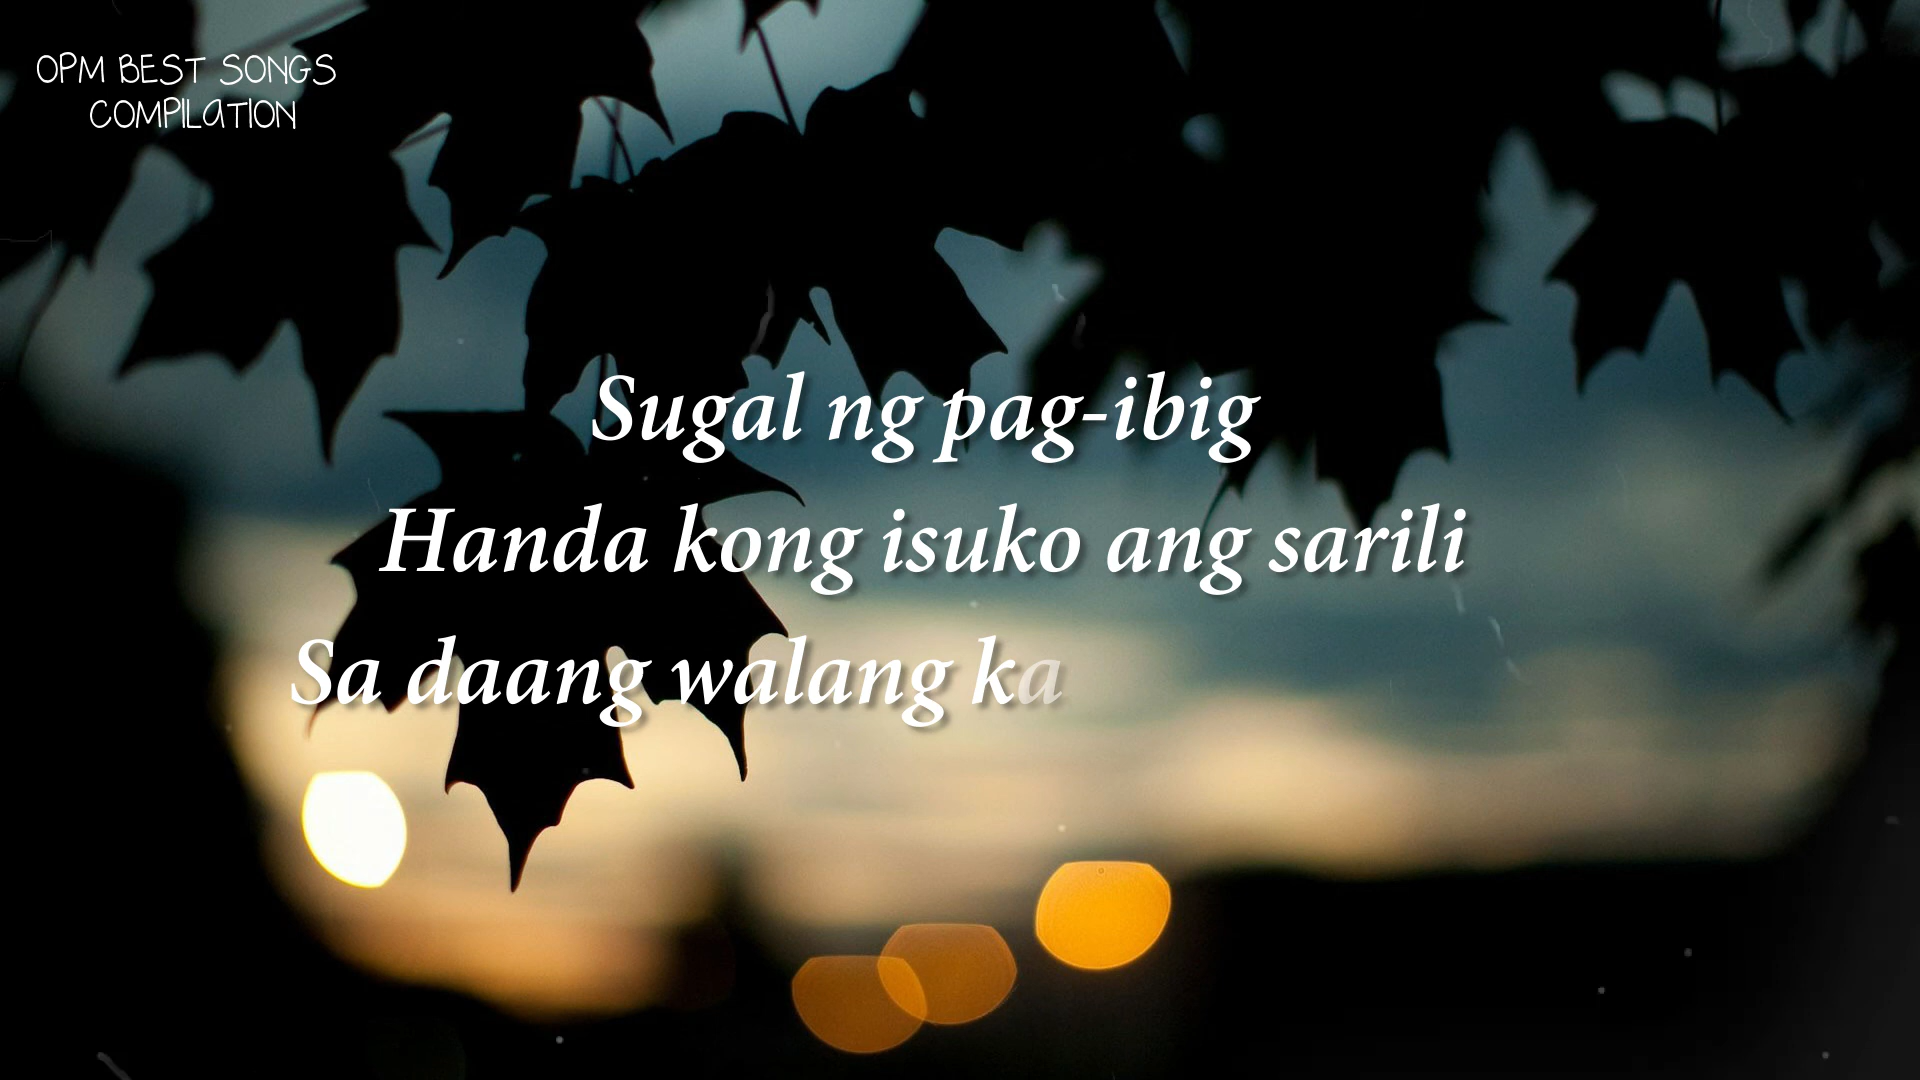 OPM BEST SONGS
COMPILATION
Sugal ng pag-ibig
Handa kong isuko ang sarili
Sa daang walang ka